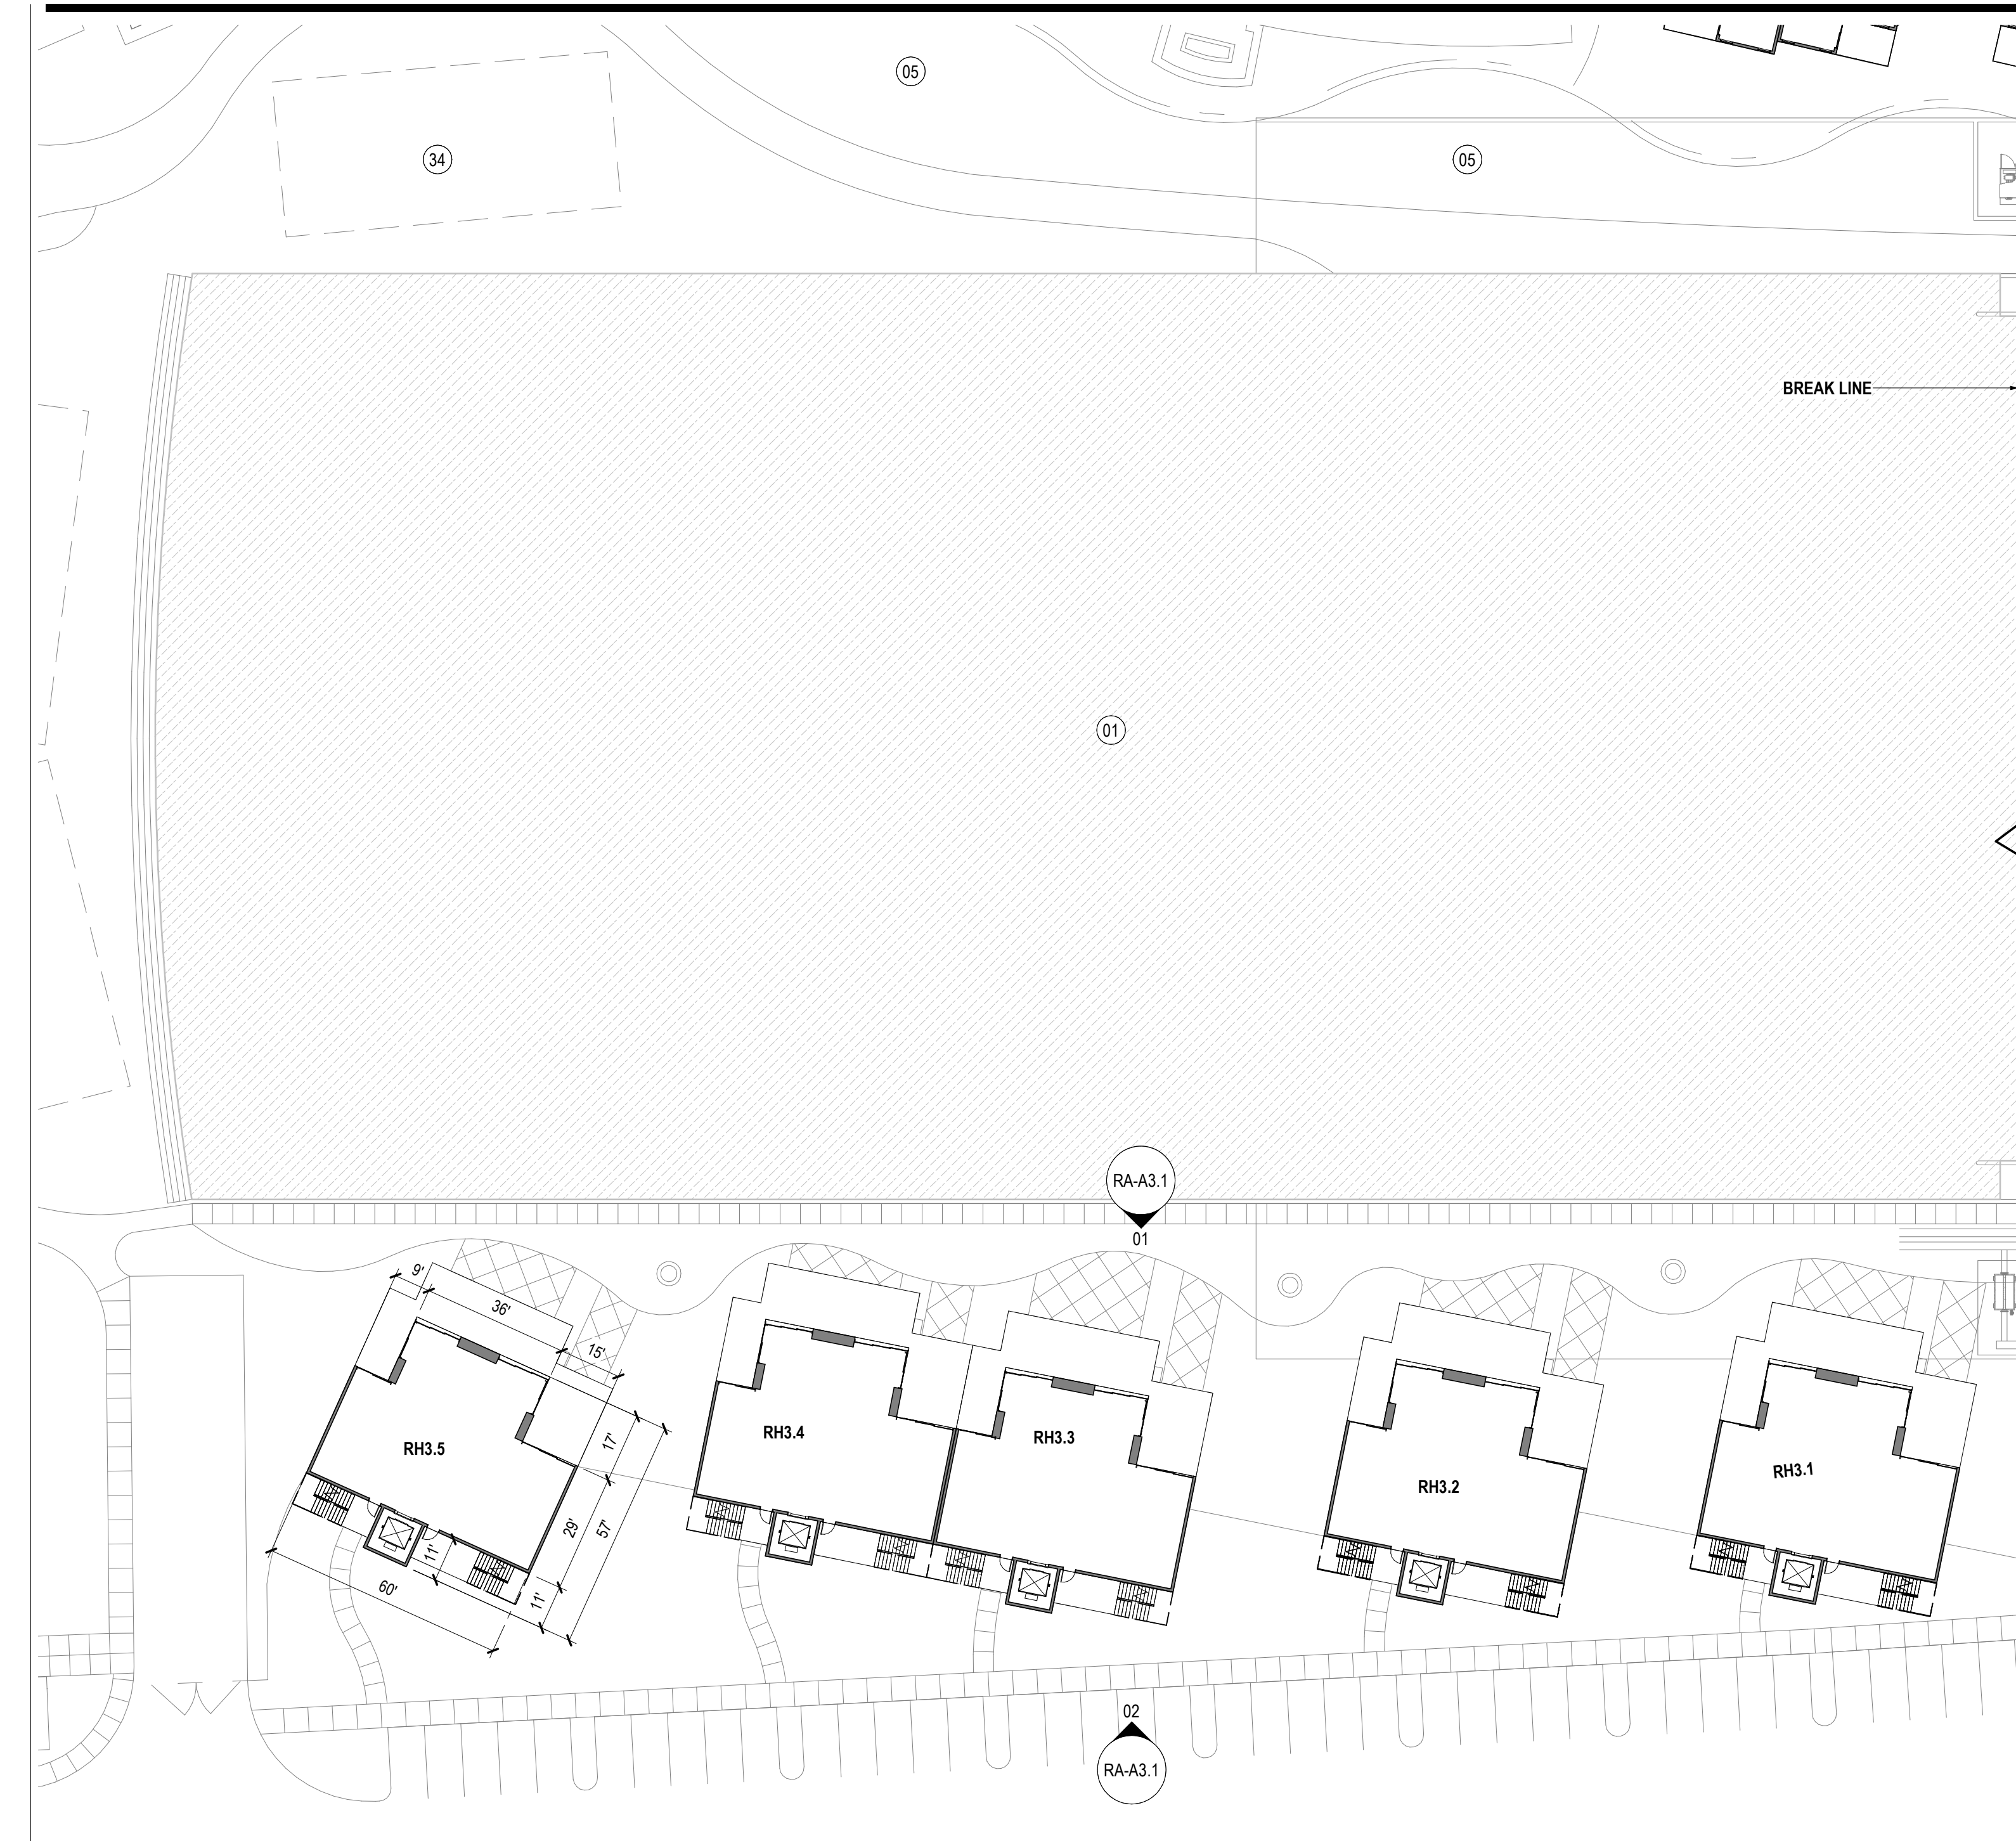 05
34
05
BREAK LINE
01
RA-A3.1
01
9'
36'
15'
17'
RH3.5
RH3.4
RH3.3
RH3.2
RH3.1
29'
57'
11'
60'
11'
02
RA-A3.1